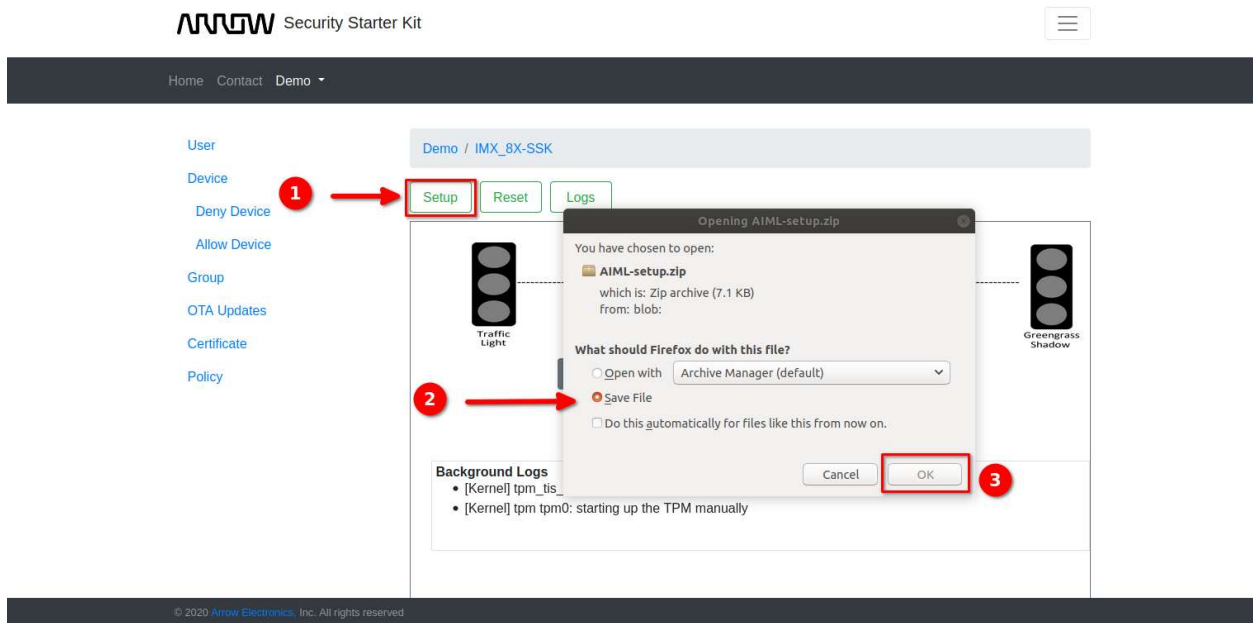 ARROW Security Starter Kit
Home Contact Demo
User
Device
Deny Device
Allow Device
Group
OTA Updates
Certificate
Policy
Demo / IMX_8X-SSK
1
Setup Reset Logs
Opening AIML-setup.zip
You have chosen to open:
AIML-setup.zip
which is: Zip archive (7.1 KB)
from: blob:
What should Firefox do with this file?
Open with Archive Manager (default)
2
Save File
Do this automatically for files like this from now on.
Cancel OK
3
Traffic
Light
Greengrass
Shadow
Background Logs
[Kernel] tpm_tis_
[Kernel] tpm tpm0: starting up the TPM manually
© 2020 Arrow Electronics, Inc. All rights reserved